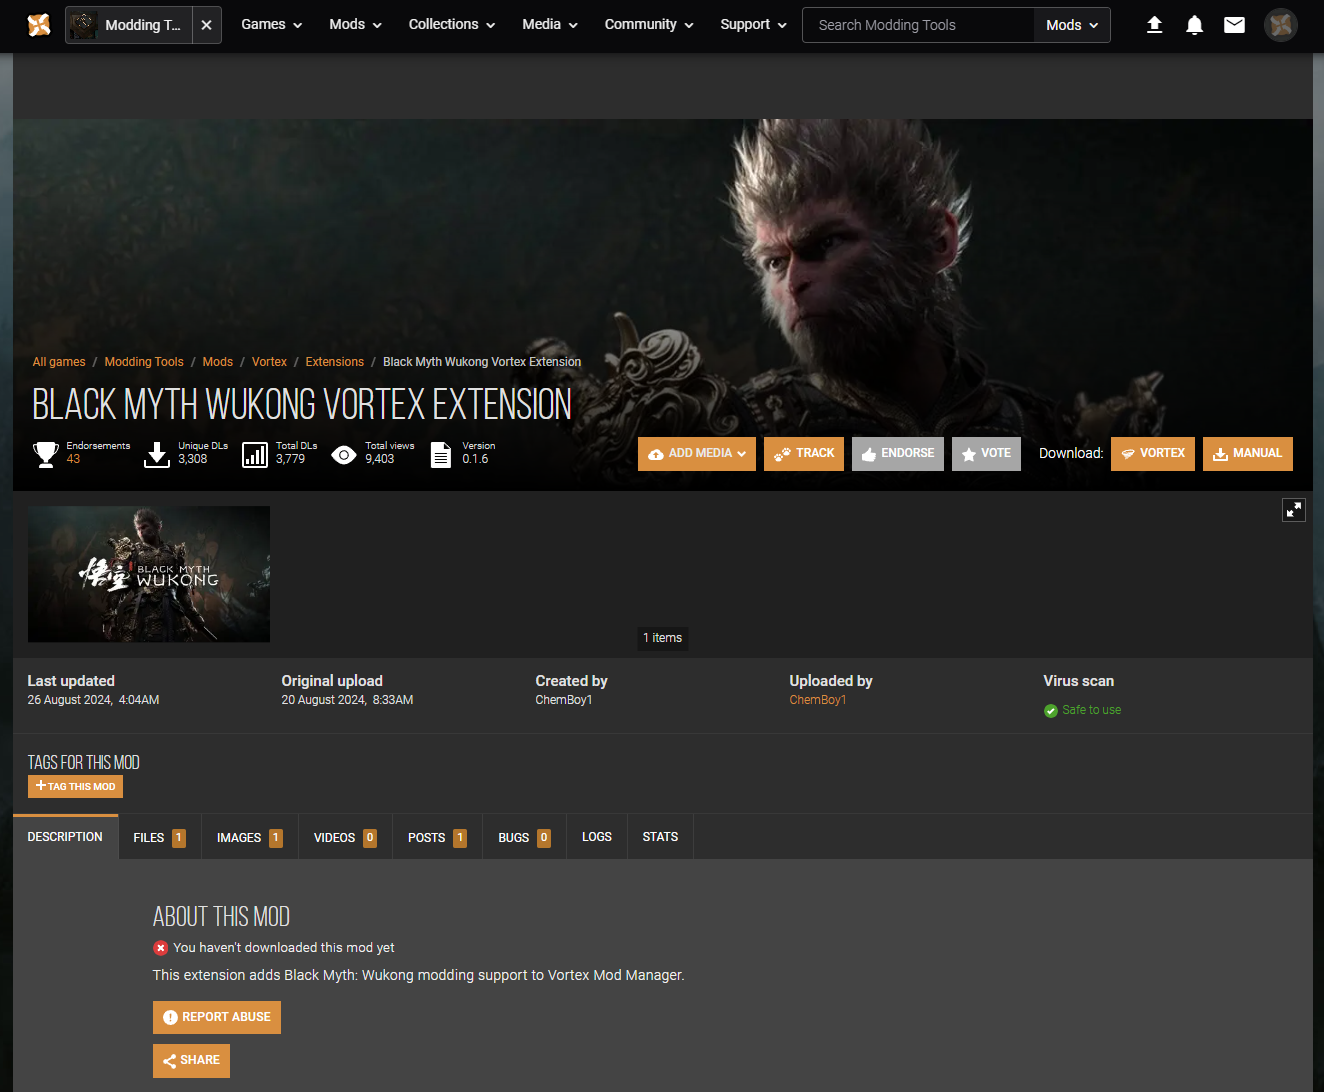 Modding T...
Games
Mods
Collections
Media
Community
Support
Search Modding Tools
Mods
All games / Modding Tools / Mods / Vortex / Extensions / Black Myth Wukong Vortex Extension
BLACK MYTH WUKONG VORTEX EXTENSION
Endorsements
43
Unique DLs
3,308
Total DLs
3,779
Total views
9,403
Version
0.1.6
ADD MEDIA
TRACK
ENDORSE
VOTE
Download:
VORTEX
MANUAL
悟空
BLACK MYTH
WUKONG
1 items
Last updated
26 August 2024, 4:04AM
Original upload
20 August 2024, 8:33AM
Created by
ChemBoy1
Uploaded by
ChemBoy1
Virus scan
Safe to use
TAGS FOR THIS MOD
+ TAG THIS MOD
DESCRIPTION
FILES 1
IMAGES 1
VIDEOS 0
POSTS 1
BUGS 0
LOGS
STATS
ABOUT THIS MOD
You haven't downloaded this mod yet
This extension adds Black Myth: Wukong modding support to Vortex Mod Manager.
REPORT ABUSE
SHARE